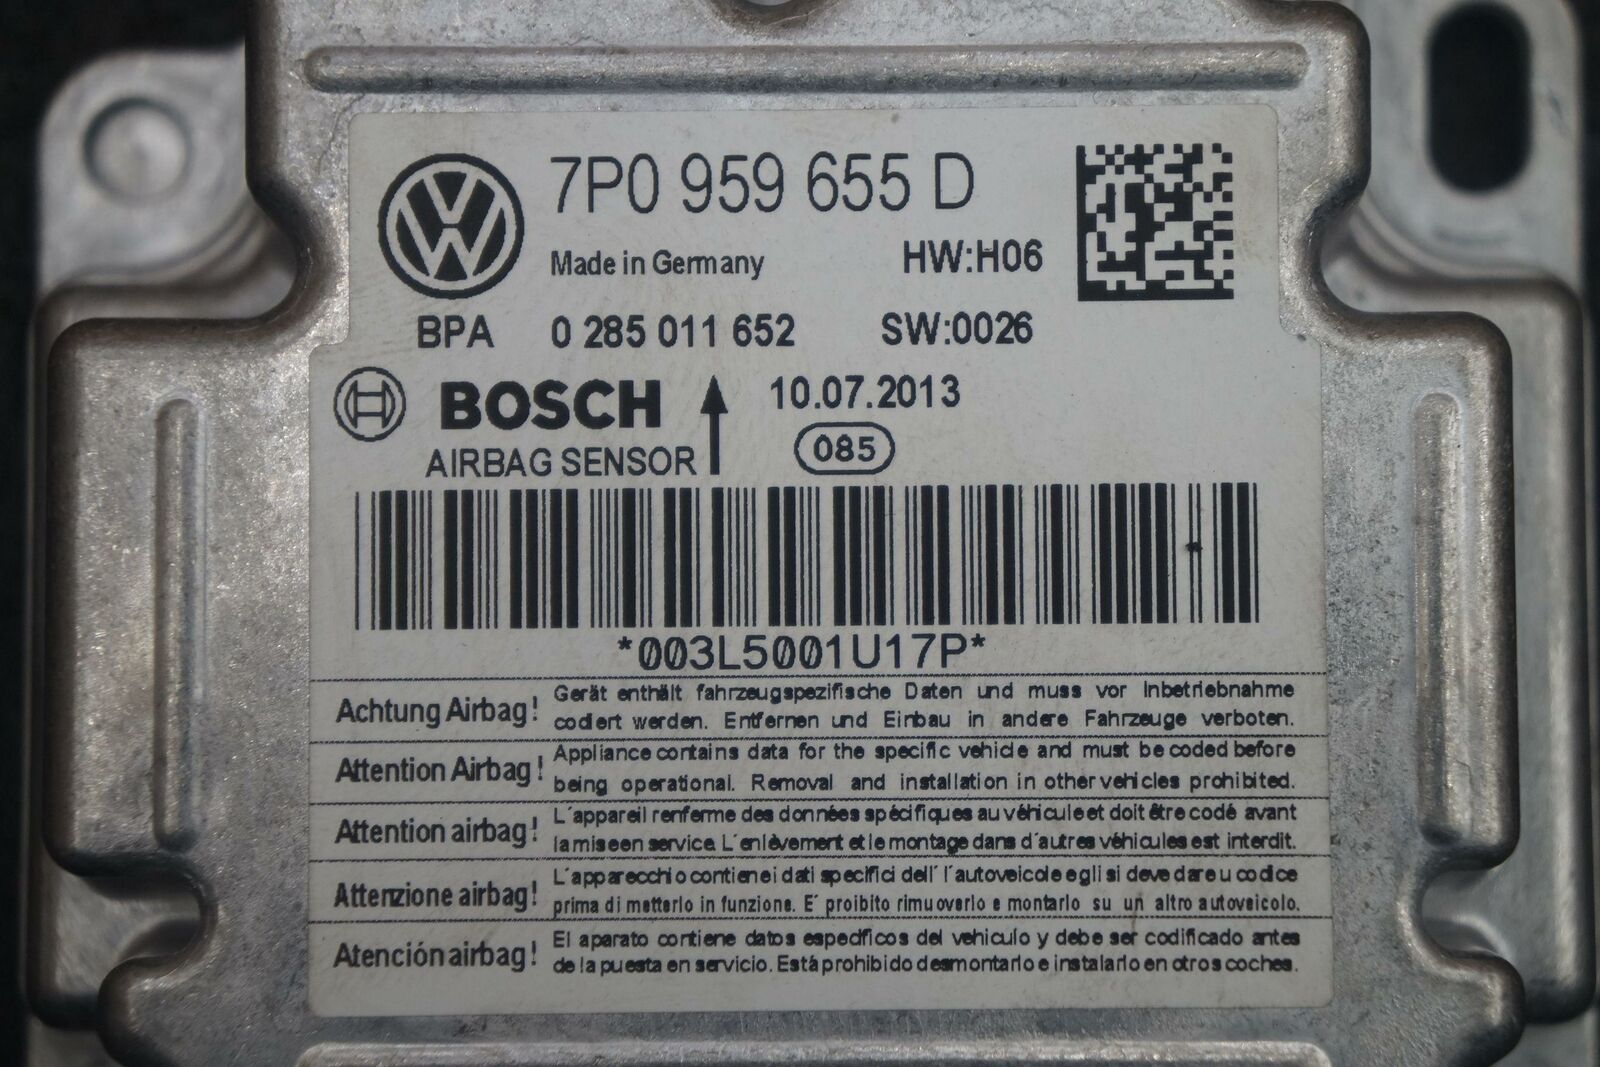 7P0 959 655 D
Made in Germany HW:H06
BPA 0 285 011 652 SW:0026
BOSCH 10.07.2013
AIRBAG SENSOR 085
*003L5001U17P*
Achtung Airbag! Gerät enthält fahrzeugspezifische Daten und muss vor Inbetriebnahme
codiert werden. Entfernen und Einbau in andere Fahrzeuge verboten.
Attention Airbag! Appliance contains data for the specific vehicle and must be coded before
being operational. Removal and installation in other vehicles prohibited.
Attention airbag! L'appareil renferme des données spécifiques au véhicule et doit être codé avant
la mise en service. L'enlèvement et le montage dans d'autres véhicules est interdit.
Attenzione airbag! L'apparecchio contiene i dati specifici dell' l'autoveicolo e gli si deve dare u codice
prima di metterlo in funzione. E' proibito rimuoverlo e montarlo su un altro autoveicolo.
Atención airbag! El aparato contiene datos especificos del vehiculo y debe ser codificado antes
de la puesta en servicio. Está prohibido desmontarlo e instalarlo en otros coches.